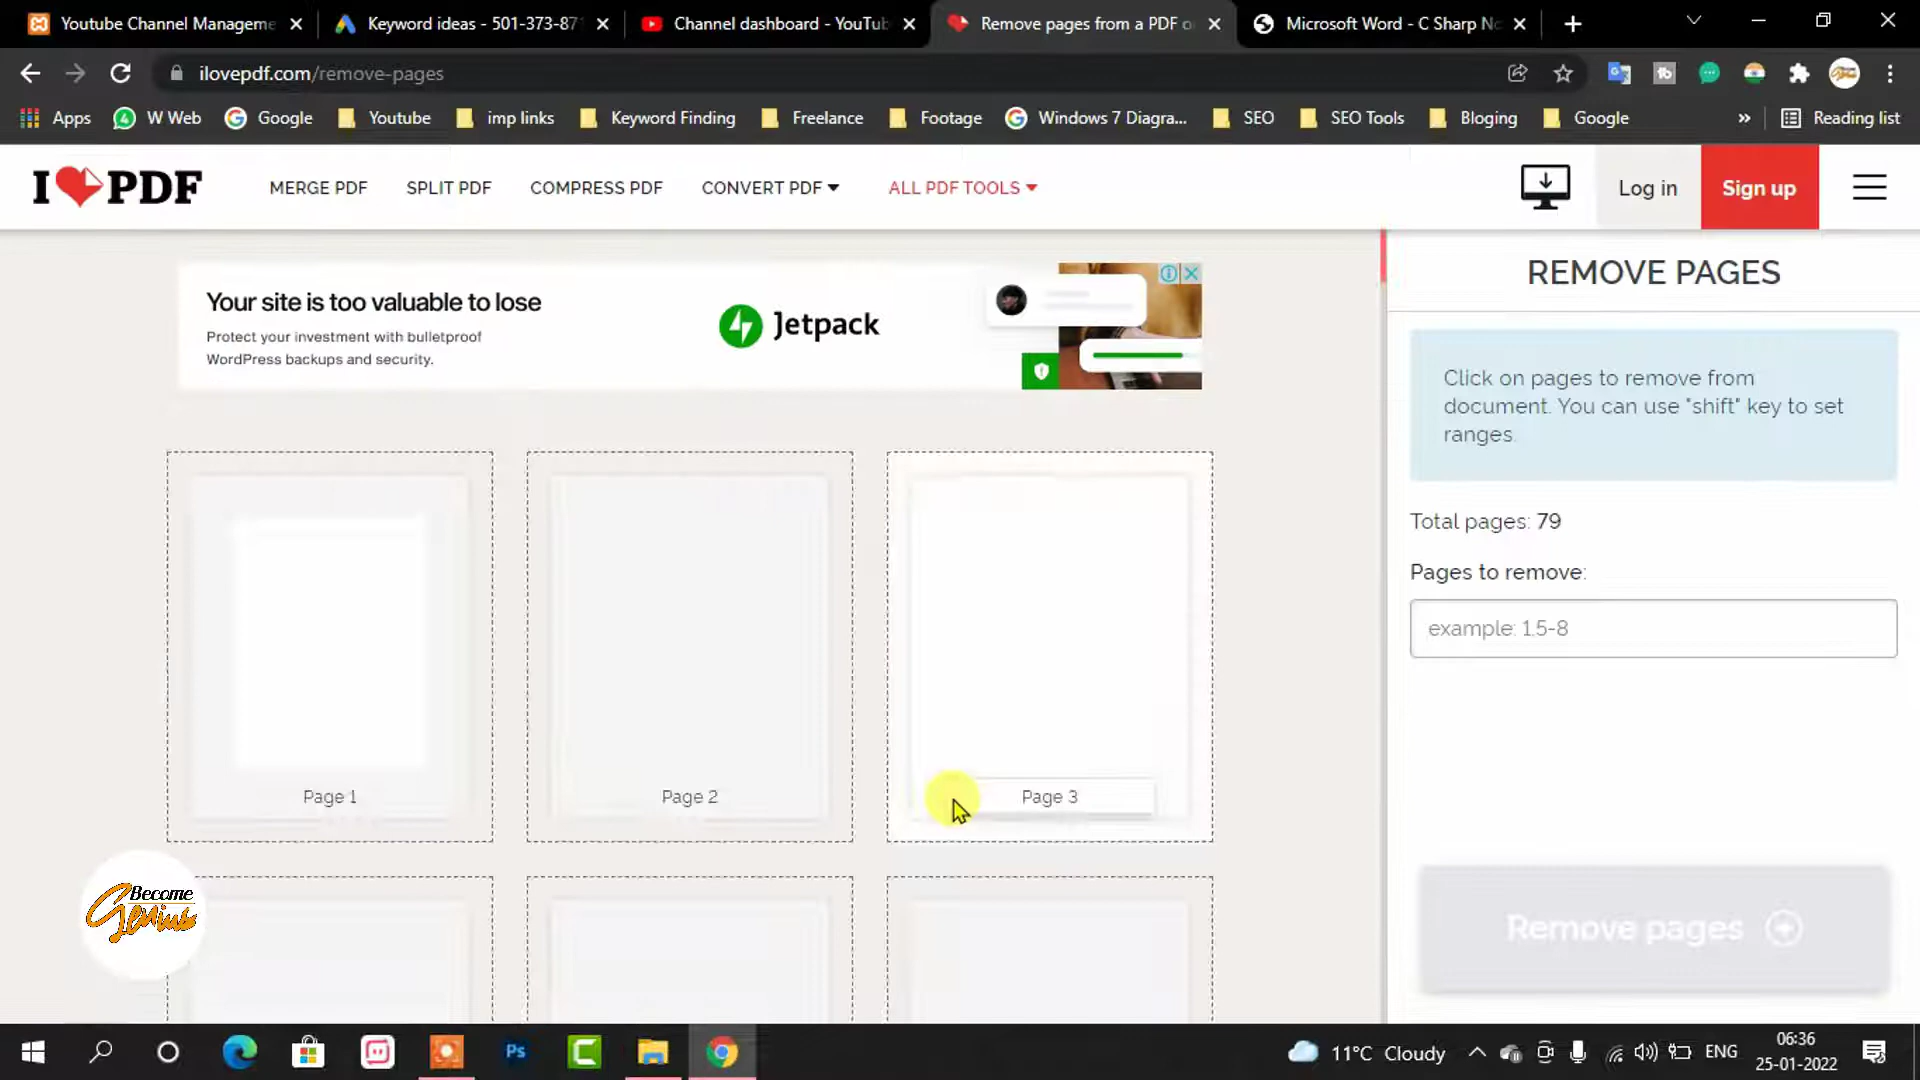 Youtube Channel Manageme
Keyword ideas - 501-373-871
Channel dashboard - YouTub
Remove pages from a PDF o
Microsoft Word - C Sharp No
ilovepdf.com/remove-pages
Apps
W Web
Google
Youtube
imp links
Keyword Finding
Freelance
Footage
Windows 7 Diagra...
SEO
SEO Tools
Bloging
Google
»
Reading list
I PDF
MERGE PDF
SPLIT PDF
COMPRESS PDF
CONVERT PDF
ALL PDF TOOLS
Log in
Sign up
Your site is too valuable to lose
Protect your investment with bulletproof
WordPress backups and security.
Jetpack
REMOVE PAGES
Click on pages to remove from
document. You can use "shift" key to set
ranges.
Total pages: 79
Pages to remove:
example: 1,5-8
Remove pages
Page 1
Page 2
Page 3
Become
Genius
Ps
C
11°C Cloudy
ENG
06:36
25-01-2022